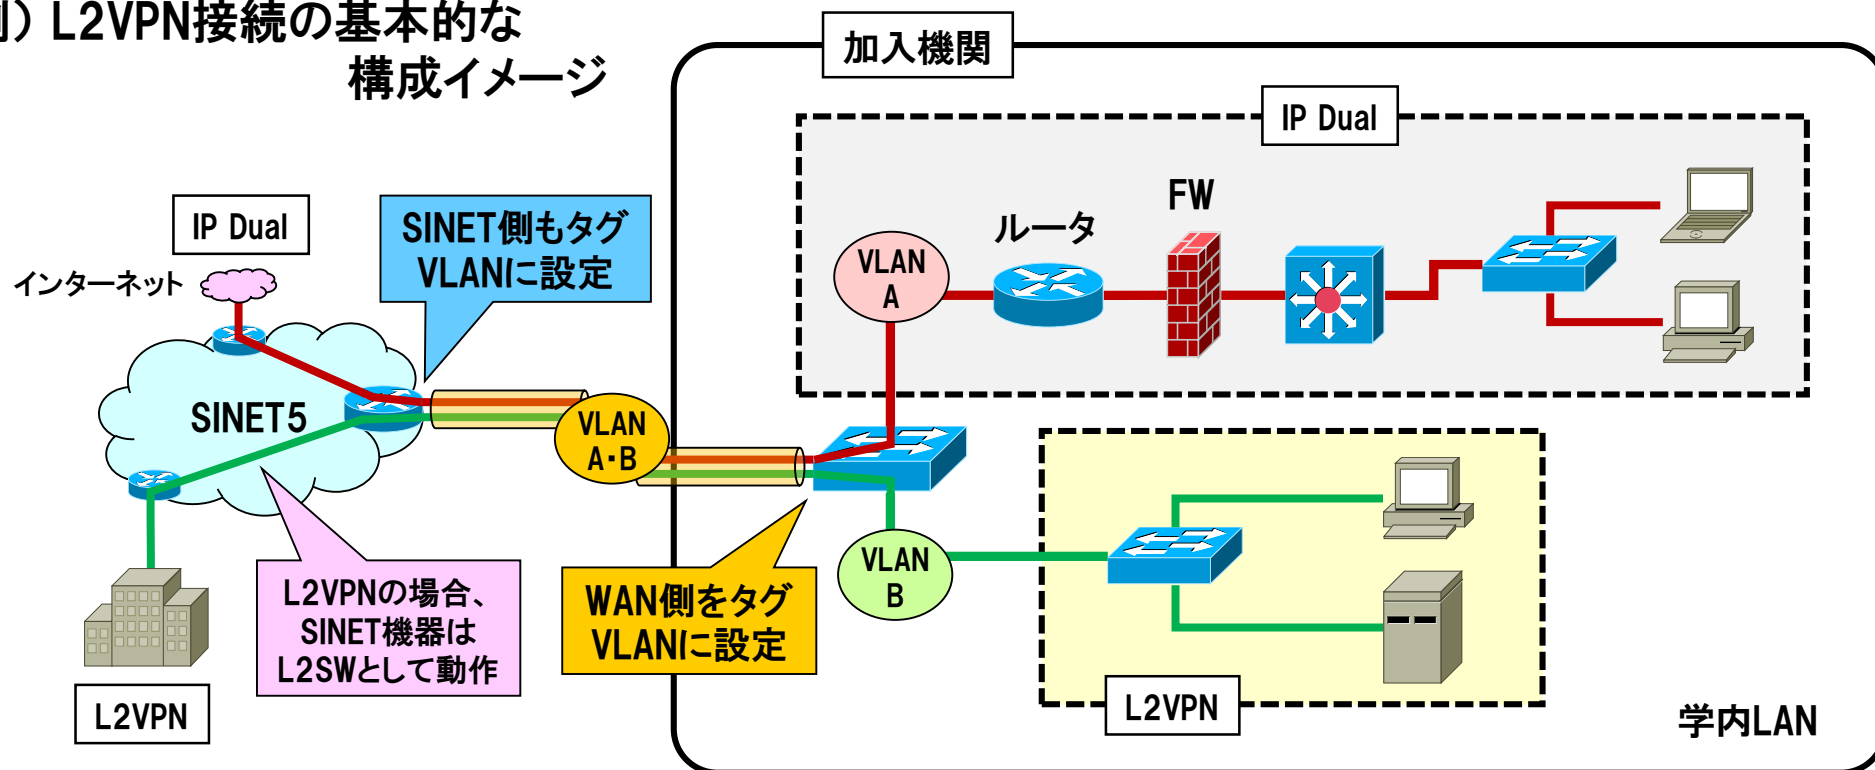 例）L2VPN接続の基本的な
構成イメージ
加入機関
IP Dual
IP Dual
SINET側もタグ
VLANに設定
インターネット
SINET5
VLAN
A・B
VLAN
A
ルータ
FW
VLAN
B
L2VPNの場合、
SINET機器は
L2SWとして動作
WAN側をタグ
VLANに設定
L2VPN
L2VPN
学内LAN